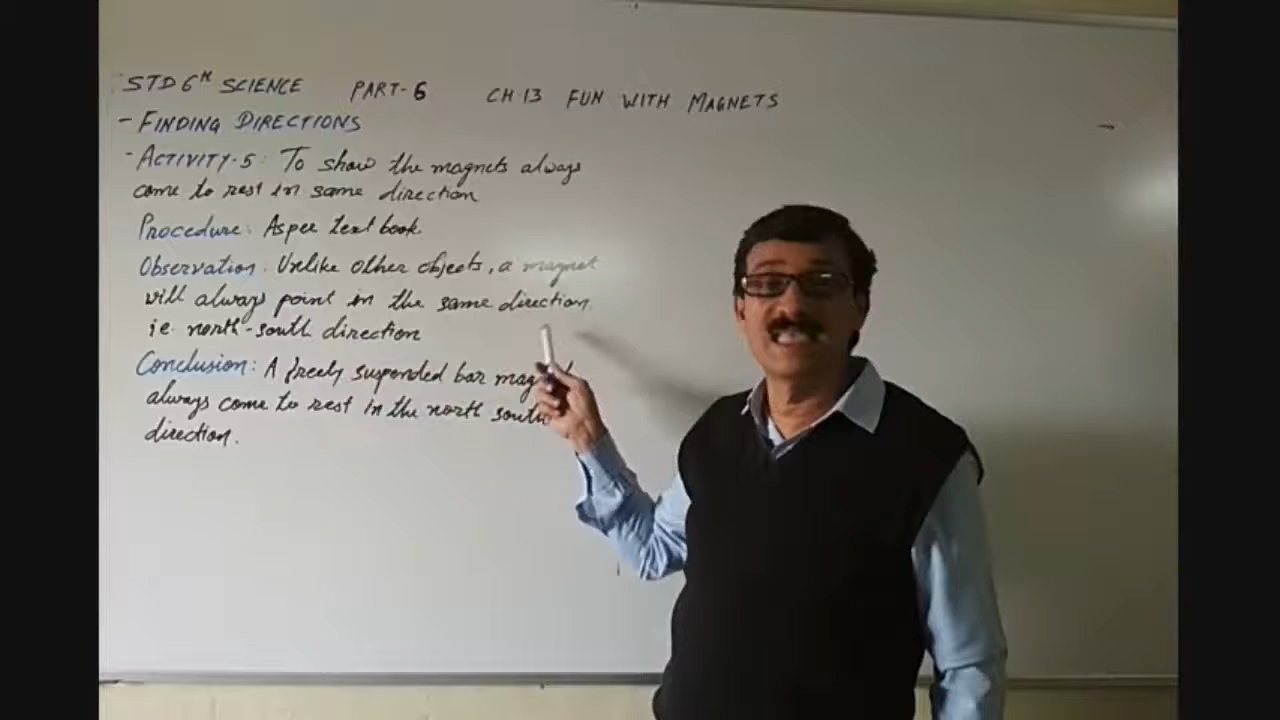 STD 6TH SCIENCE PART-6 CH 13 FUN WITH MAGNETS
- FINDING DIRECTIONS
- ACTIVITY-5: To show the magnets always
come to rest in same direction
Procedure: As per text book
Observation: Unlike other objects, a magnet
will always point in the same direction.
i.e. north-south direction
Conclusion: A freely suspended bar
always come to rest in the north south
direction.